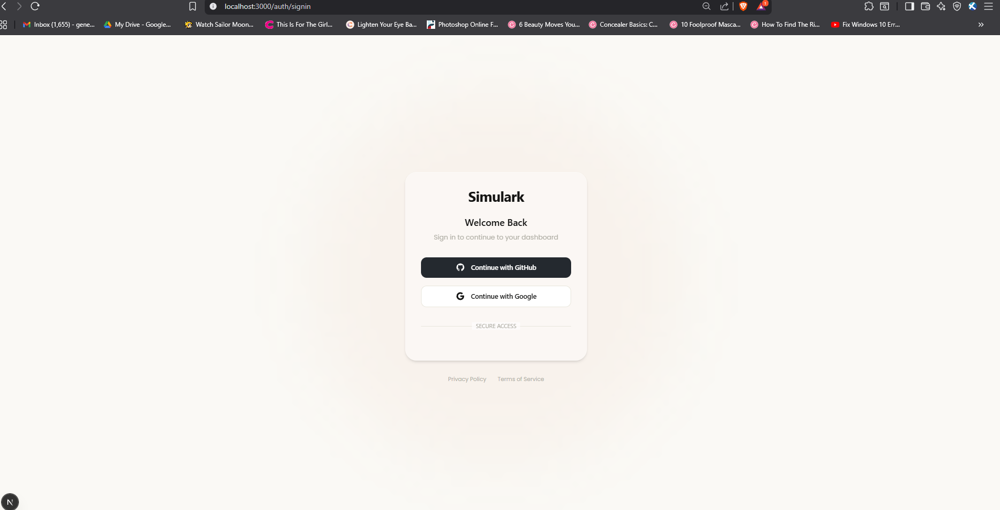 localhost:3000/auth/signin
1
Inbox (1,655) - gene... My Drive - Google... Watch Sailor Moon... This Is For The Girl... Lighten Your Eye Ba... Photoshop Online F... 6 Beauty Moves You... Concealer Basics: C... 10 Foolproof Masca... How To Find The Ri... Fix Windows 10 Err... »
Simulark
Welcome Back
Sign in to continue to your dashboard
Continue with GitHub
G Continue with Google
SECURE ACCESS
Privacy Policy Terms of Service
N